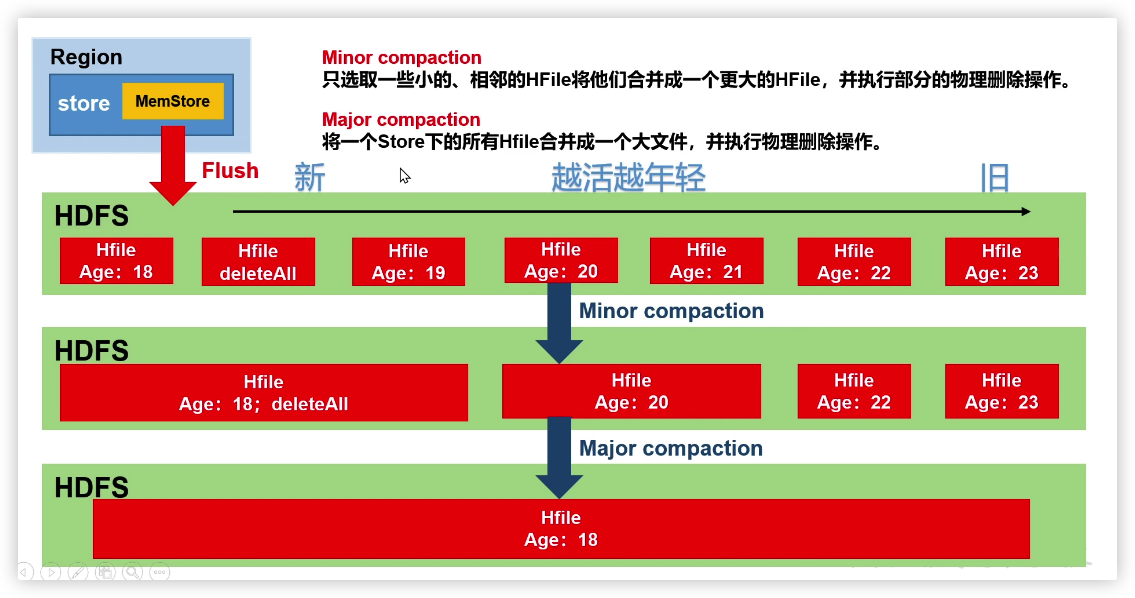 Region
store
MemStore
Flush
Minor compaction
只选取一些小的、相邻的HFile将他们合并成一个更大的HFile，并执行部分的物理删除操作。
Major compaction
将一个Store下的所有Hfile合并成一个大文件，并执行物理删除操作。
新 越活越年轻 旧
HDFS
Hfile
Age：18
Hfile
deleteAll
Hfile
Age：19
Hfile
Age：20
Hfile
Age：21
Hfile
Age：22
Hfile
Age：23
Minor compaction
HDFS
Hfile
Age：18；deleteAll
Hfile
Age：20
Hfile
Age：22
Hfile
Age：23
Major compaction
HDFS
Hfile
Age：18